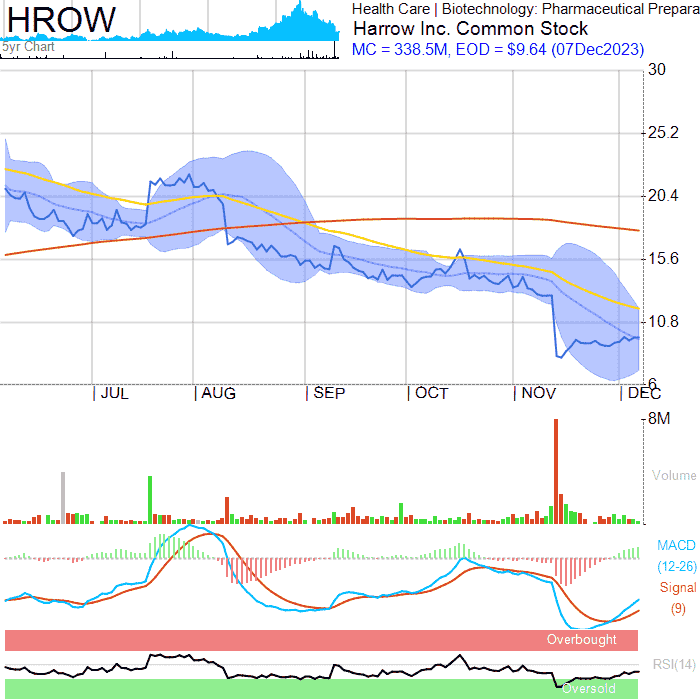 HROW
5yr Chart
Health Care | Biotechnology: Pharmaceutical Prepara
Harrow Inc. Common Stock
MC = 338.5M, EOD = $9.64 (07Dec2023)
30
25.2
20.4
15.6
10.8
6
JUL AUG SEP OCT NOV DEC
8M
Volume
MACD
(12-26)
Signal
(9)
Overbought
RSI(14)
Oversold